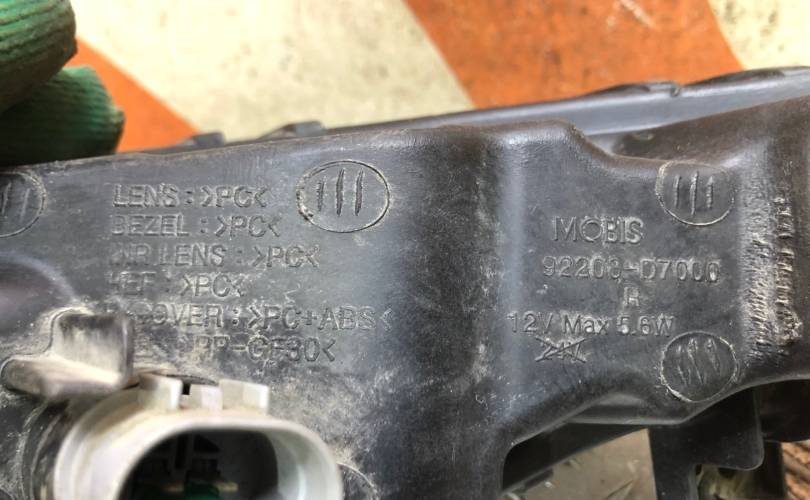 LENS : >PC<
BEZEL : >PC<
INR LENS : >PC<
REF : >PC<
COVER : >PC+ABS<
PP-GF30<
MOBIS
92208-D7000
R
12V Max 5.6W
24V